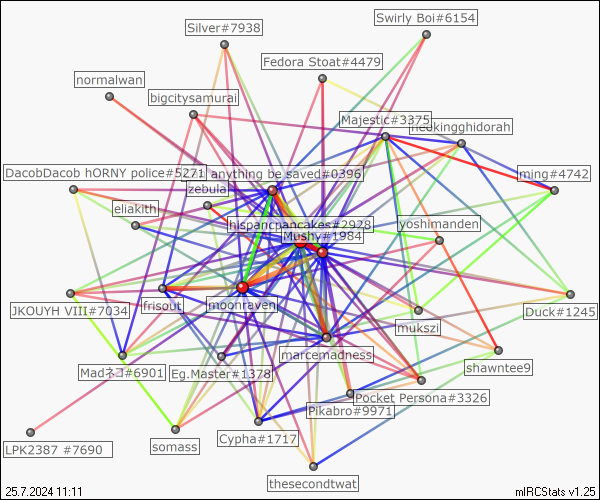 Swirly Boi#6154
Silver#7938
Fedora Stoat#4479
normalwan
bigcitysamurai
Majestic#3375
neokingghidorah
DacobDacob hORNY police#5271
anything be saved#0396
ming#4742
zebula
eliakith
hispanicpancakes#2928
yoshimanden
Mushy#1984
JKOUYH VIII#7034
frisout
moonraven
mukszi
Duck#1245
marcemadness
Madネコ#6901
Eg.Master#1378
shawntee9
Pocket Persona#3326
Pikabro#9971
LPK2387 #7690
somass
Cypha#1717
thesecondtwat
25.7.2024 11:11
mIRCStats v1.25